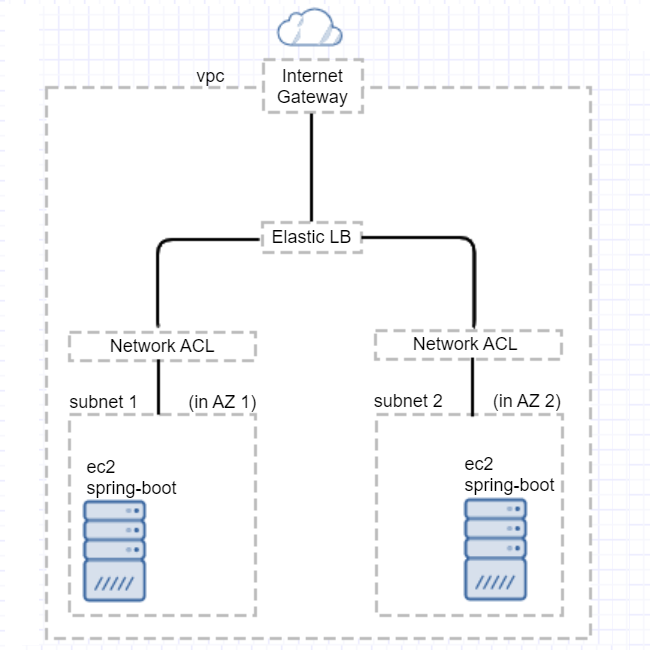 vpc
Internet
Gateway
Elastic LB
Network ACL
Network ACL
subnet 1
(in AZ 1)
subnet 2
(in AZ 2)
ec2
spring-boot
ec2
spring-boot